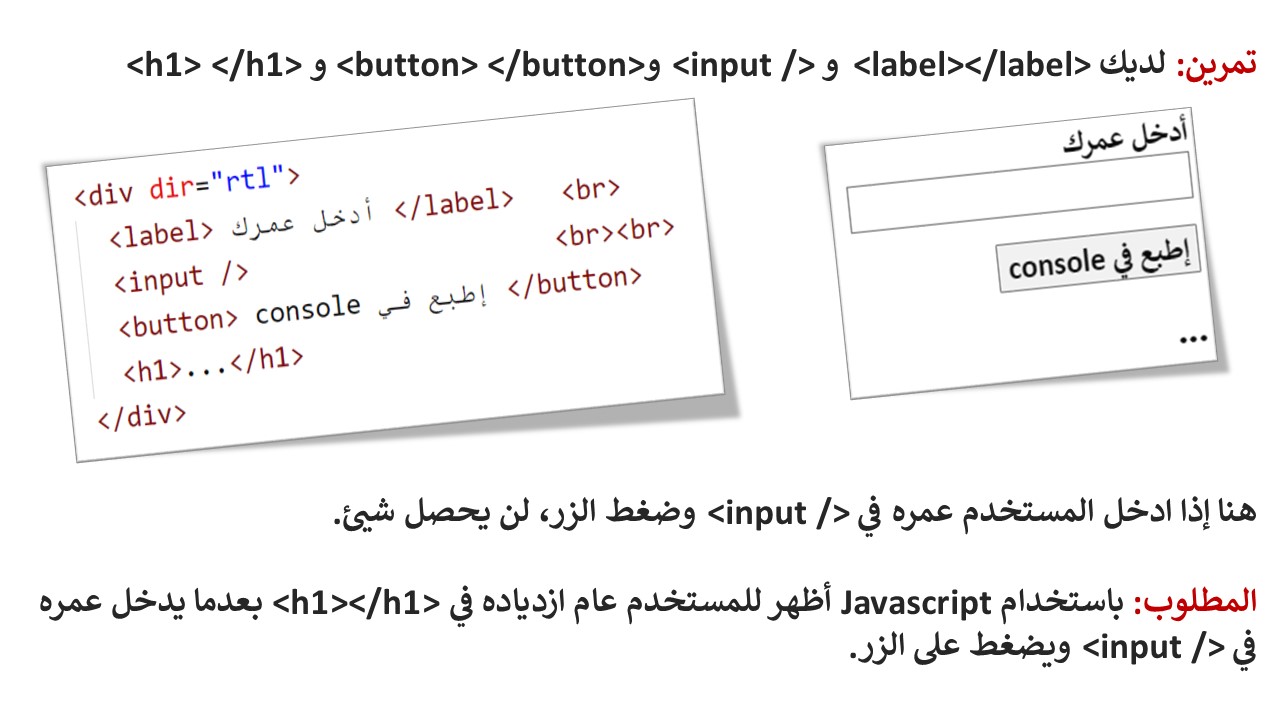 تمرين: لديك <label></label> و <input /> و<button> </button> و <h1> </h1>
أدخل عمرك
إطبع في console
...
<div dir="rtl">
<label> أدخل عمرك </label> <br>
<input /> <br><br>
<button> إطبع في console </button>
<h1>...</h1>
</div>
هنا إذا ادخل المستخدم عمره في <input /> وضغط الزر، لن يحصل شيئ.
المطلوب: باستخدام Javascript أظهر للمستخدم عام ازدياده في <h1></h1> بعدما يدخل عمره
في <input /> ويضغط على الزر.